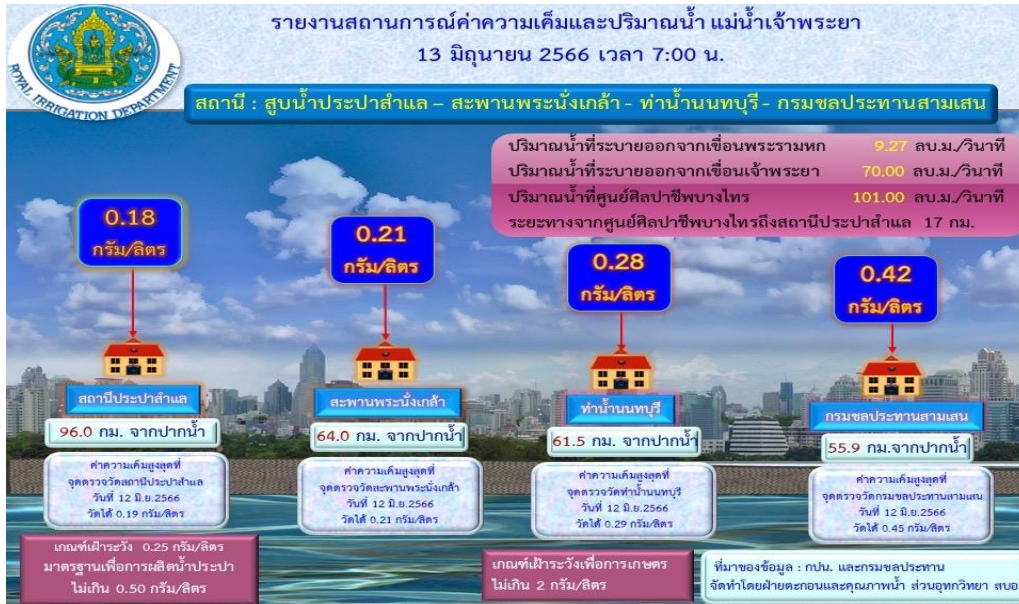 รายงานสถานการณ์ค่าความเค็มและปริมาณน้ำ แม่น้ำเจ้าพระยา
13 มิถุนายน 2566 เวลา 7:00 น.
ROYAL IRRIGATION DEPARTMENT
สถานี : สูบน้ำประปาสำแล – สะพานพระนั่งเกล้า - ท่าน้ำนนทบุรี - กรมชลประทานสามเสน
ปริมาณน้ำที่ระบายออกจากเขื่อนพระรามหก 9.27 ลบ.ม./วินาที
ปริมาณน้ำที่ระบายออกจากเขื่อนเจ้าพระยา 70.00 ลบ.ม./วินาที
ปริมาณน้ำที่ศูนย์ศิลปาชีพบางไทร 101.00 ลบ.ม./วินาที
ระยะทางจากศูนย์ศิลปาชีพบางไทรถึงสถานีประปาสำแล 17 กม.
0.18
กรัม/ลิตร
สถานีประปาสำแล
96.0 กม. จากปากน้ำ
ค่าความเค็มสูงสุดที่
จุดตรวจวัดสถานีประปาสำแล
วันที่ 12 มิ.ย.2566
วัดได้ 0.19 กรัม/ลิตร
0.21
กรัม/ลิตร
สะพานพระนั่งเกล้า
64.0 กม. จากปากน้ำ
ค่าความเค็มสูงสุดที่
จุดตรวจวัดสะพานพระนั่งเกล้า
วันที่ 12 มิ.ย.2566
วัดได้ 0.21 กรัม/ลิตร
0.28
กรัม/ลิตร
ท่าน้ำนนทบุรี
61.5 กม. จากปากน้ำ
ค่าความเค็มสูงสุดที่
จุดตรวจวัดท่าน้ำนนทบุรี
วันที่ 12 มิ.ย.2566
วัดได้ 0.29 กรัม/ลิตร
0.42
กรัม/ลิตร
กรมชลประทานสามเสน
55.9 กม.จากปากน้ำ
ค่าความเค็มสูงสุดที่
จุดตรวจวัดกรมชลประทานสามเสน
วันที่ 12 มิ.ย.2566
วัดได้ 0.45 กรัม/ลิตร
เกณฑ์เฝ้าระวัง 0.25 กรัม/ลิตร
มาตรฐานเพื่อการผลิตน้ำประปา
ไม่เกิน 0.50 กรัม/ลิตร
เกณฑ์เฝ้าระวังเพื่อการเกษตร
ไม่เกิน 2 กรัม/ลิตร
ที่มาของข้อมูล : กปน. และกรมชลประทาน
จัดทำโดยฝ่ายตะกอนและคุณภาพน้ำ ส่วนอุทกวิทยา สบอ